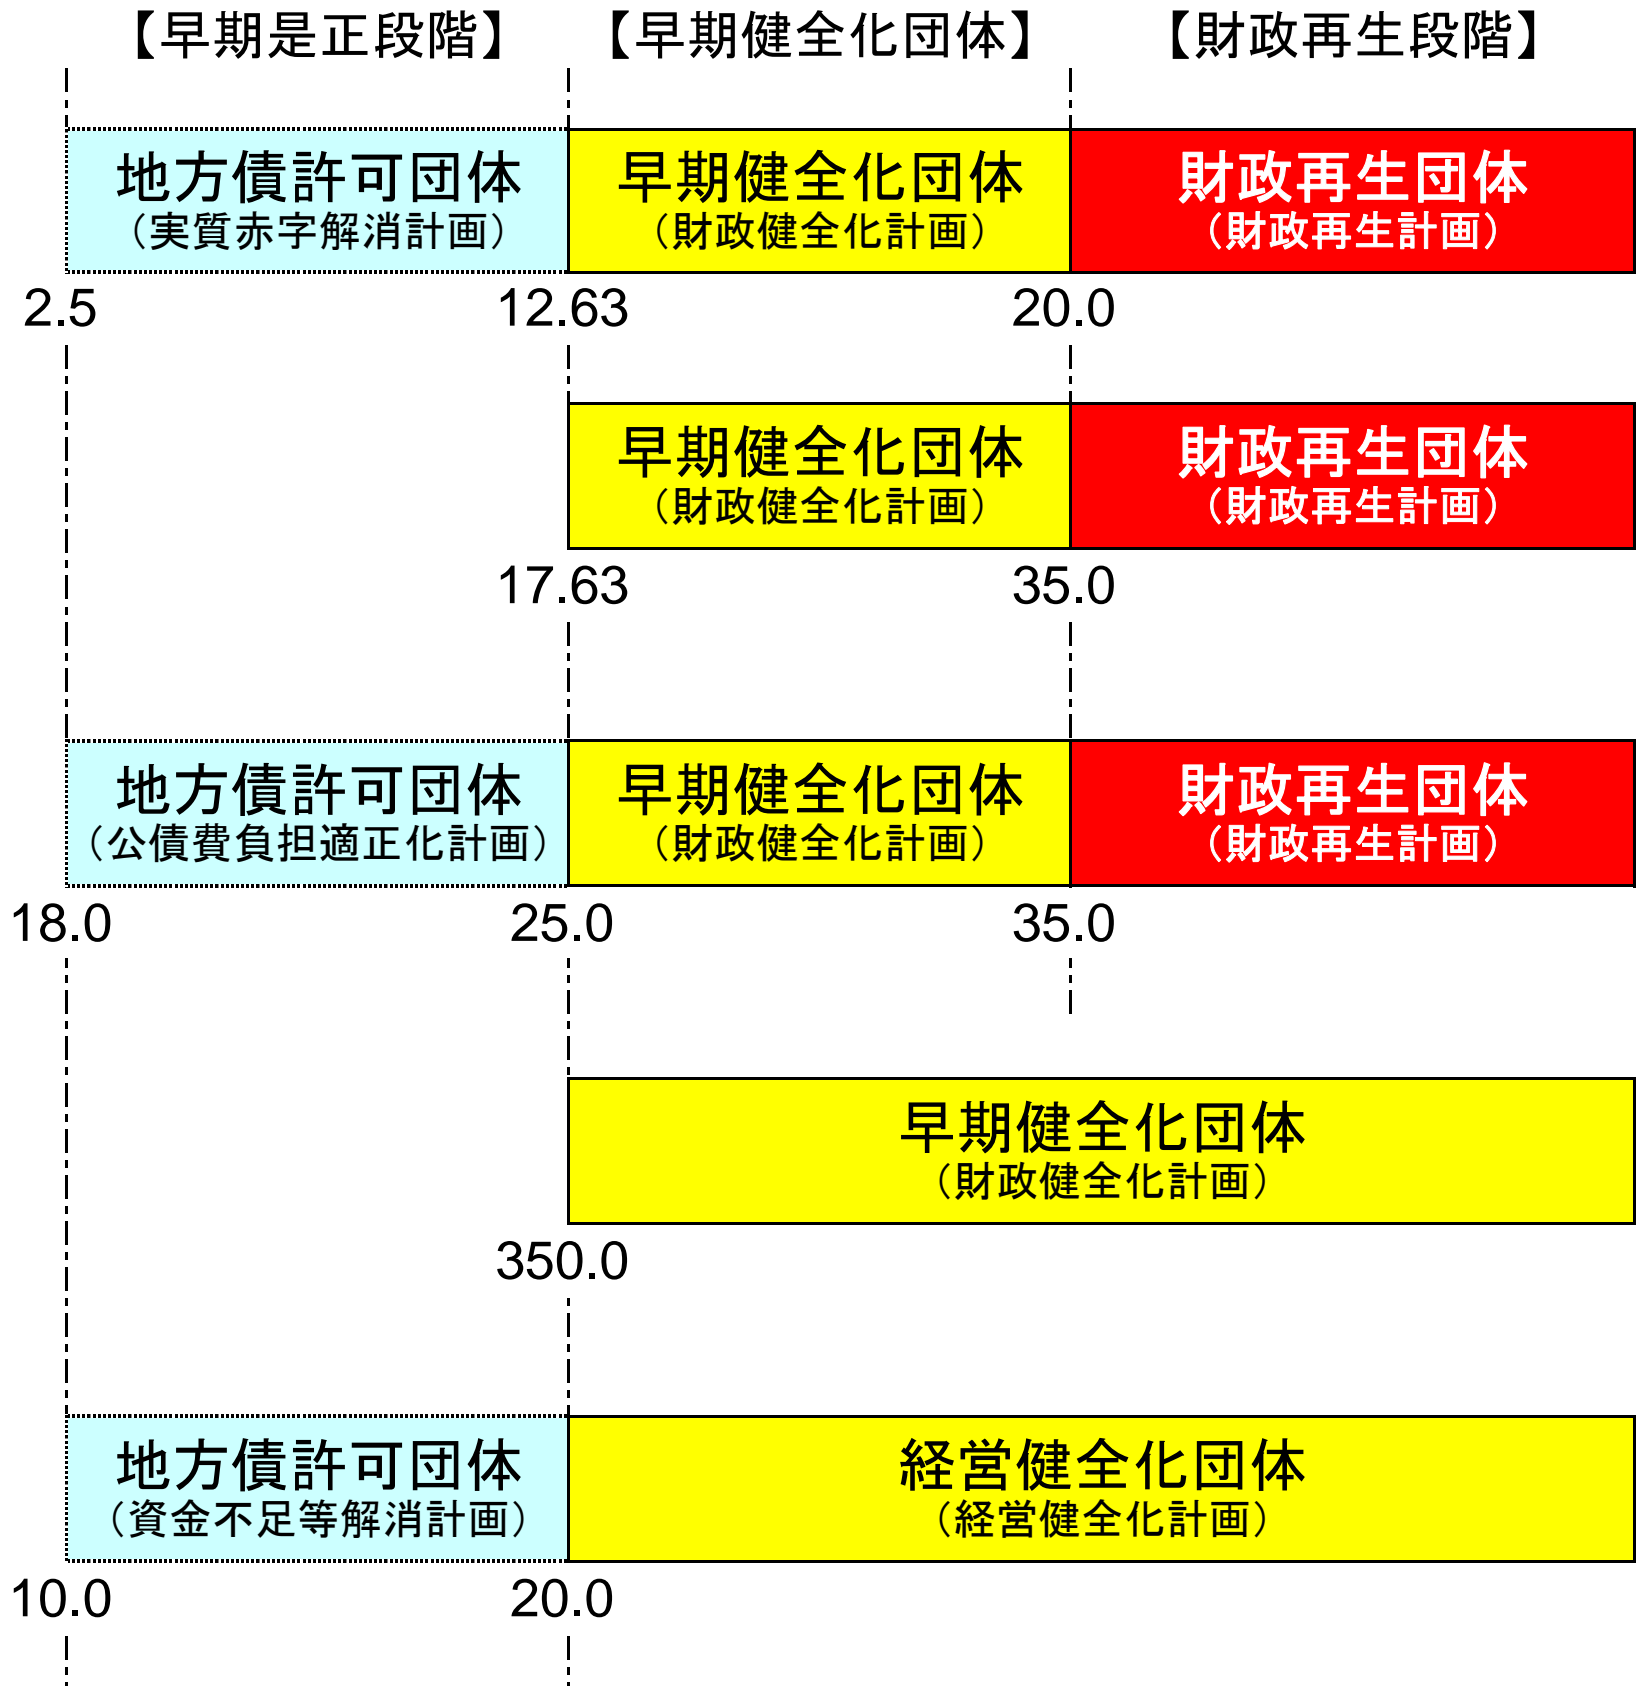 【早期是正段階】 【早期健全化団体】 【財政再生段階】
地方債許可団体 早期健全化団体 財政再生団体
（実質赤字解消計画） （財政健全化計画） （財政再生計画）
2.5 12.63 20.0
早期健全化団体 財政再生団体
（財政健全化計画） （財政再生計画）
17.63 35.0
地方債許可団体 早期健全化団体 財政再生団体
（公債費負担適正化計画） （財政健全化計画） （財政再生計画）
18.0 25.0 35.0
早期健全化団体
（財政健全化計画）
350.0
地方債許可団体 経営健全化団体
（資金不足等解消計画） （経営健全化計画）
10.0 20.0